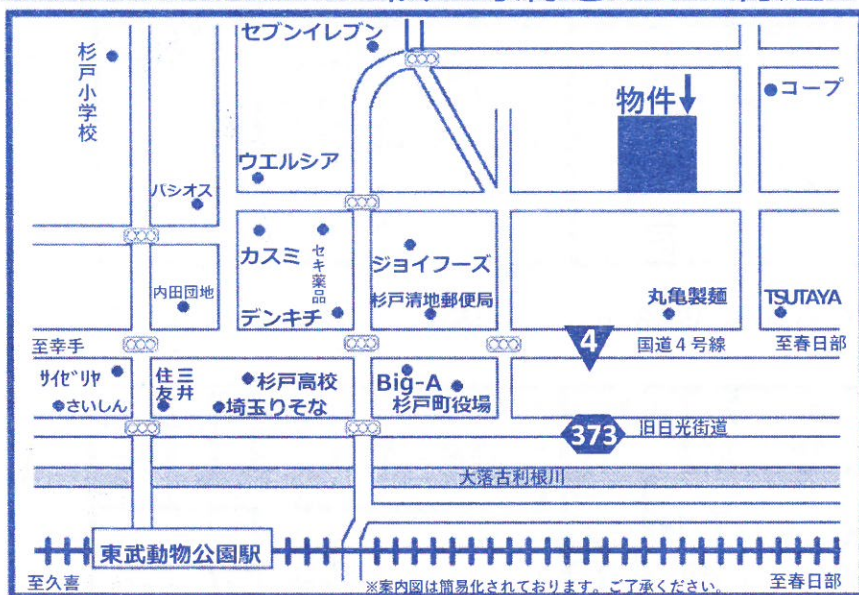 セブンイレブン
杉戸小学校
コープ
物件
ウエルシア
パシオス
カスミ
セキ薬品
ジョイフーズ
内田団地
デンキチ
杉戸清地郵便局
丸亀製麺
TSUTAYA
至幸手
4
国道4号線
至春日部
サイゼリヤ
三井
住友
杉戸高校
Big-A
さいしん
埼玉りそな
杉戸町役場
373
旧日光街道
大落古利根川
東武動物公園駅
至久喜
※案内図は簡易化されております。ご了承ください。
至春日部